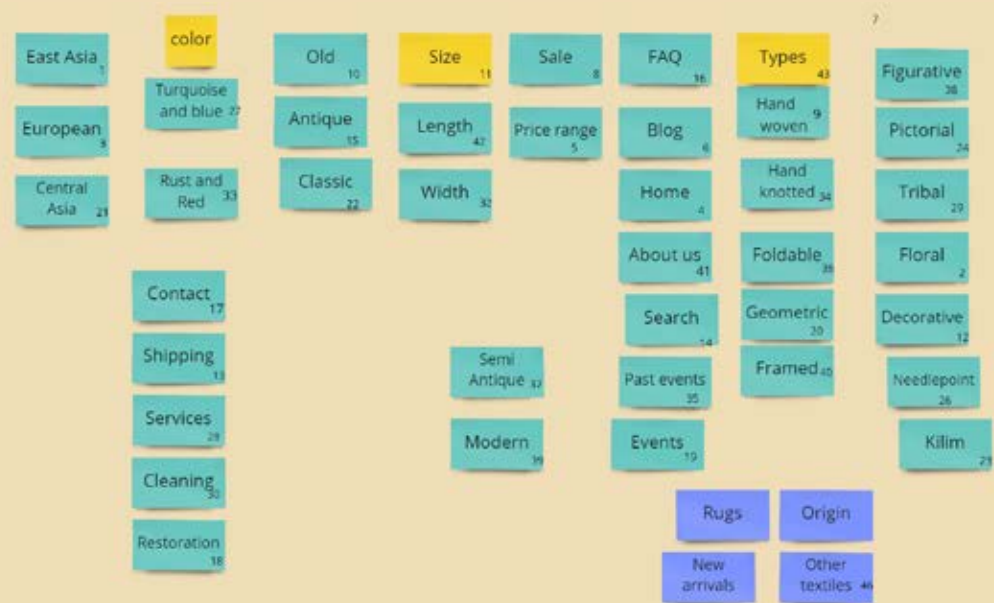 7
East Asia 1
European 3
Central
Asia 21
color
Turquoise
and blue 27
Rust and
Red 33
Old
10
Antique
15
Classic
22
Size 11
Length
42
Width 32
Sale
8
Price range
5
FAQ
16
Blog
6
Home
4
About us
41
Search
14
Past events
35
Events
19
Types
43
Hand
woven 9
Hand
knotted 34
Foldable
Geometric
20
Framed
Figurative
38
Pictorial
24
Tribal
29
Floral
2
Decorative
12
Needlepoint
26
Kilim
Contact
17
Shipping
13
Services
28
Cleaning
30
Restoration
18
Semi
Antique 37
Modern
39
Rugs
Origin
New
arrivals
Other
textiles 46